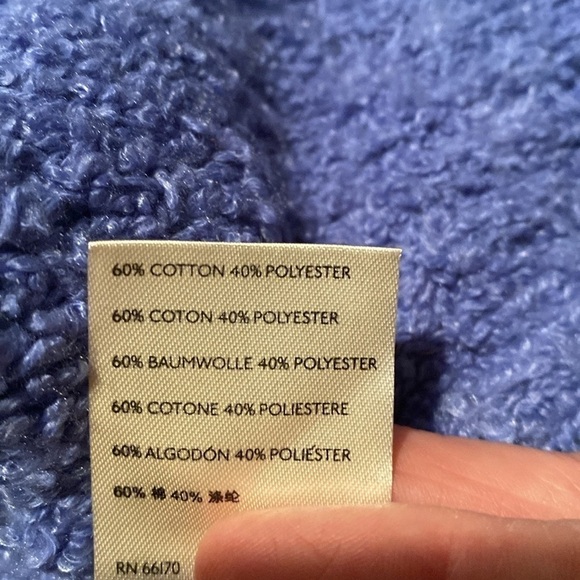 60% COTTON 40% POLYESTER
60% COTON 40% POLYESTER
60% BAUMWOLLE 40% POLYESTER
60% COTONE 40% POLIESTERE
60% ALGODÓN 40% POLIÉSTER
60% 棉 40% 涤纶
RN 66170